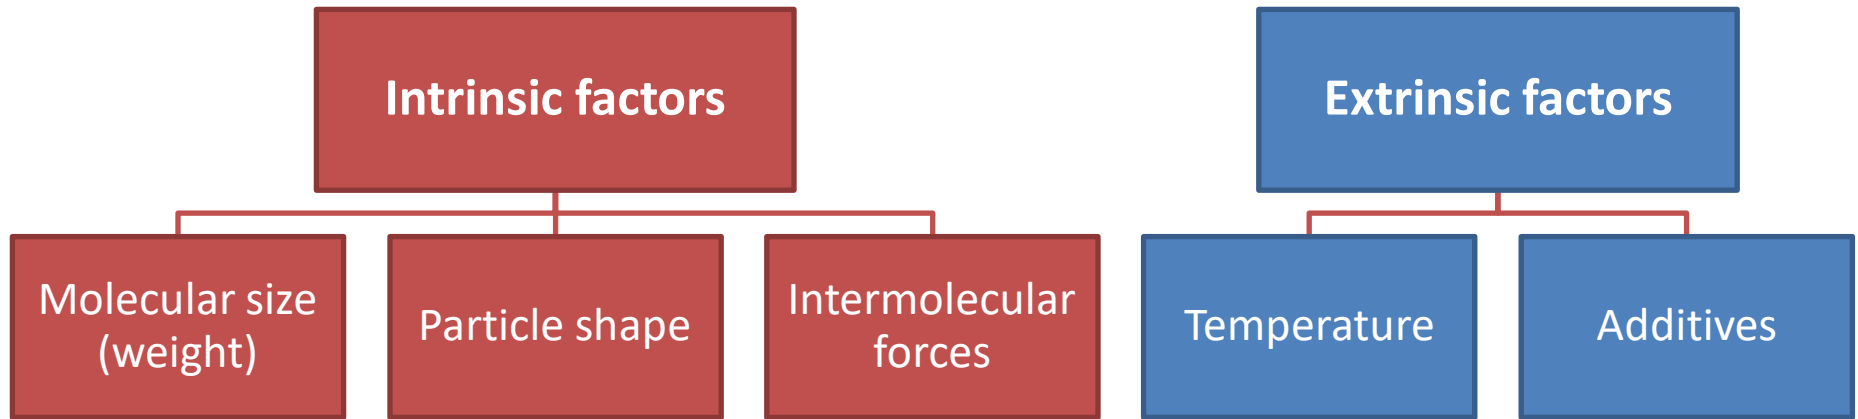 Intrinsic factors
Extrinsic factors
Molecular size
(weight)
Particle shape
Intermolecular
forces
Temperature
Additives